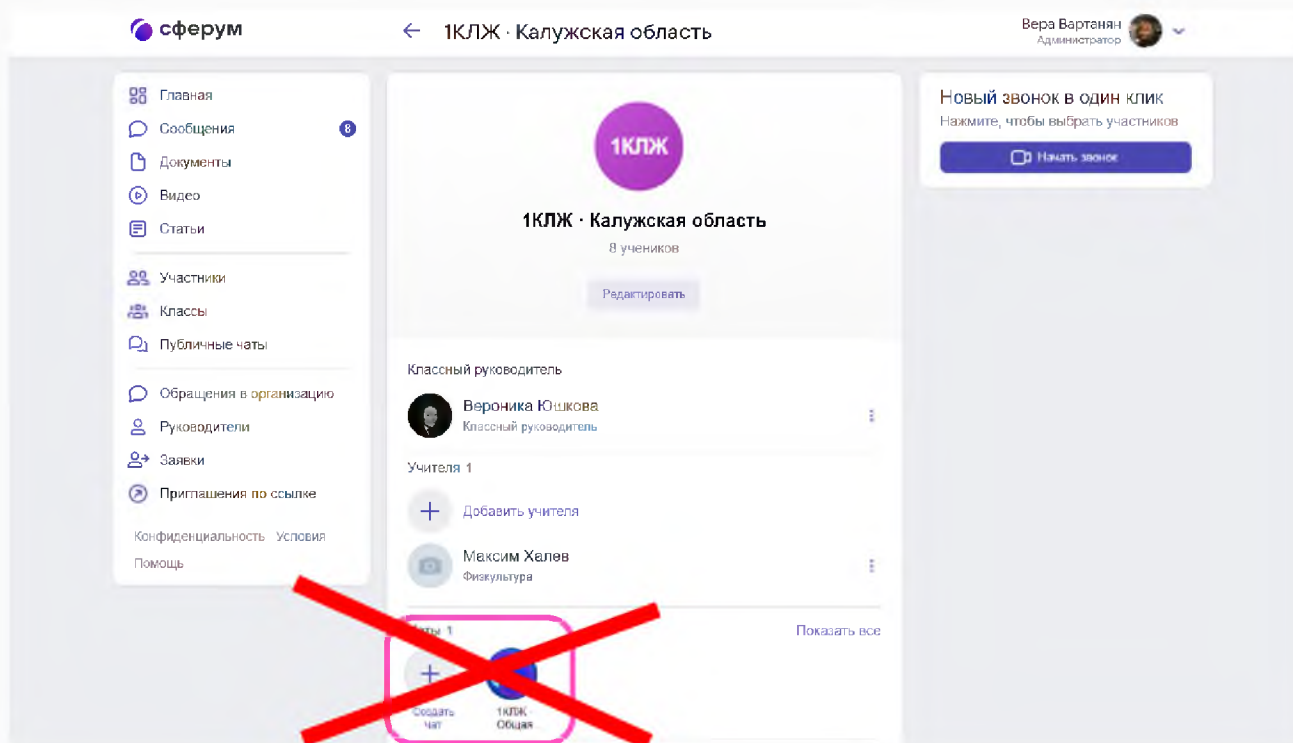 сферум
1КЛЖ · Калужская область
Вера Вартанян
Администратор
Главная
Сообщения
8
Документы
Видео
Статьи
Участники
Классы
Публичные чаты
Обращения в организацию
Руководители
Заявки
Приглашения по ссылке
Конфиденциальность Условия
Помощь
1КЛЖ
1КЛЖ · Калужская область
8 учеников
Редактировать
Классный руководитель
Вероника Юшкова
Классный руководитель
Учителя 1
Добавить учителя
Максим Халев
Физкультура
Чаты 1
Показать все
Создать
чат
1КЛЖ
Общая
Новый звонок в один клик
Нажмите, чтобы выбрать участников
Начать звонок